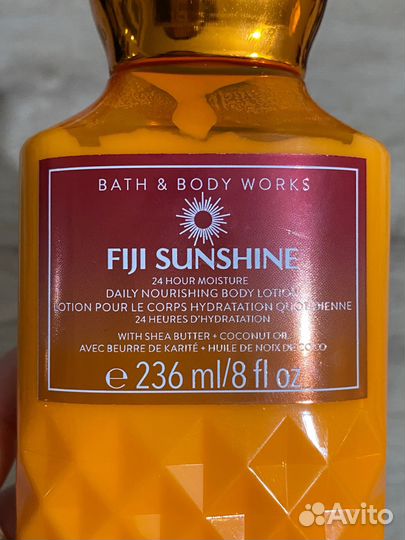 BATH & BODY WORKS
FIJI SUNSHINE
24 HOUR MOISTURE
DAILY NOURISHING BODY LOTION
LOTION POUR LE CORPS HYDRATATION QUOTIDIENNE
24 HEURES D'HYDRATATION
WITH SHEA BUTTER + COCONUT OIL
AVEC BEURRE DE KARITÉ + HUILE DE NOIX DE COCO
℮ 236 ml/8 fl oz
Avito